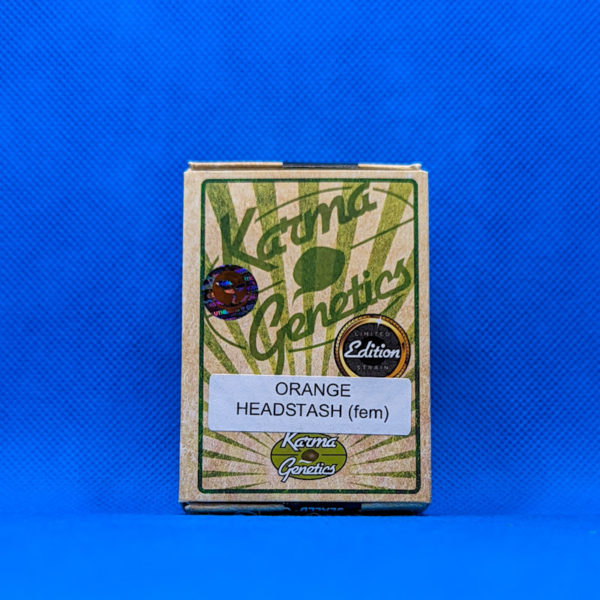 Karma
Genetics
LIMITED
Edition
STRAIN
ORANGE
HEADSTASH (fem)
Karma
Genetics